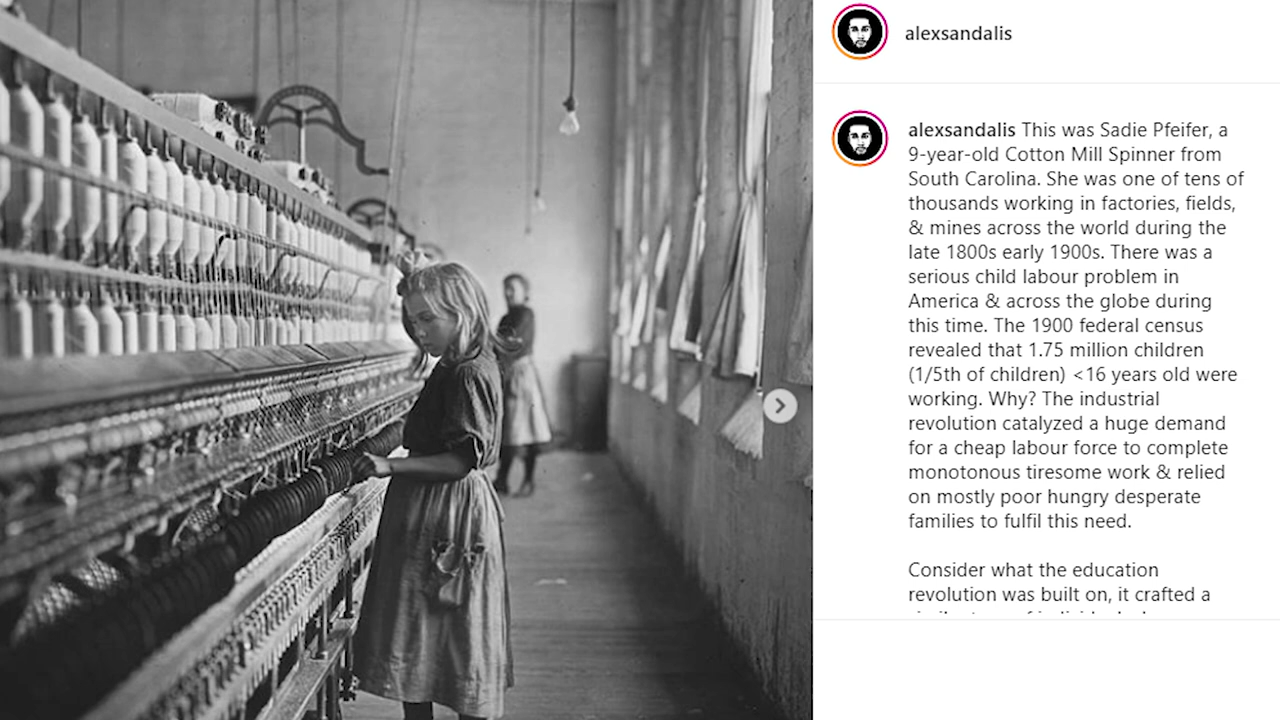 alexsandalis
alexsandalis This was Sadie Pfeifer, a
9-year-old Cotton Mill Spinner from
South Carolina. She was one of tens of
thousands working in factories, fields,
& mines across the world during the
late 1800s early 1900s. There was a
serious child labour problem in
America & across the globe during
this time. The 1900 federal census
revealed that 1.75 million children
(1/5th of children) <16 years old were
working. Why? The industrial
revolution catalyzed a huge demand
for a cheap labour force to complete
monotonous tiresome work & relied
on mostly poor hungry desperate
families to fulfil this need.
Consider what the education
revolution was built on, it crafted a